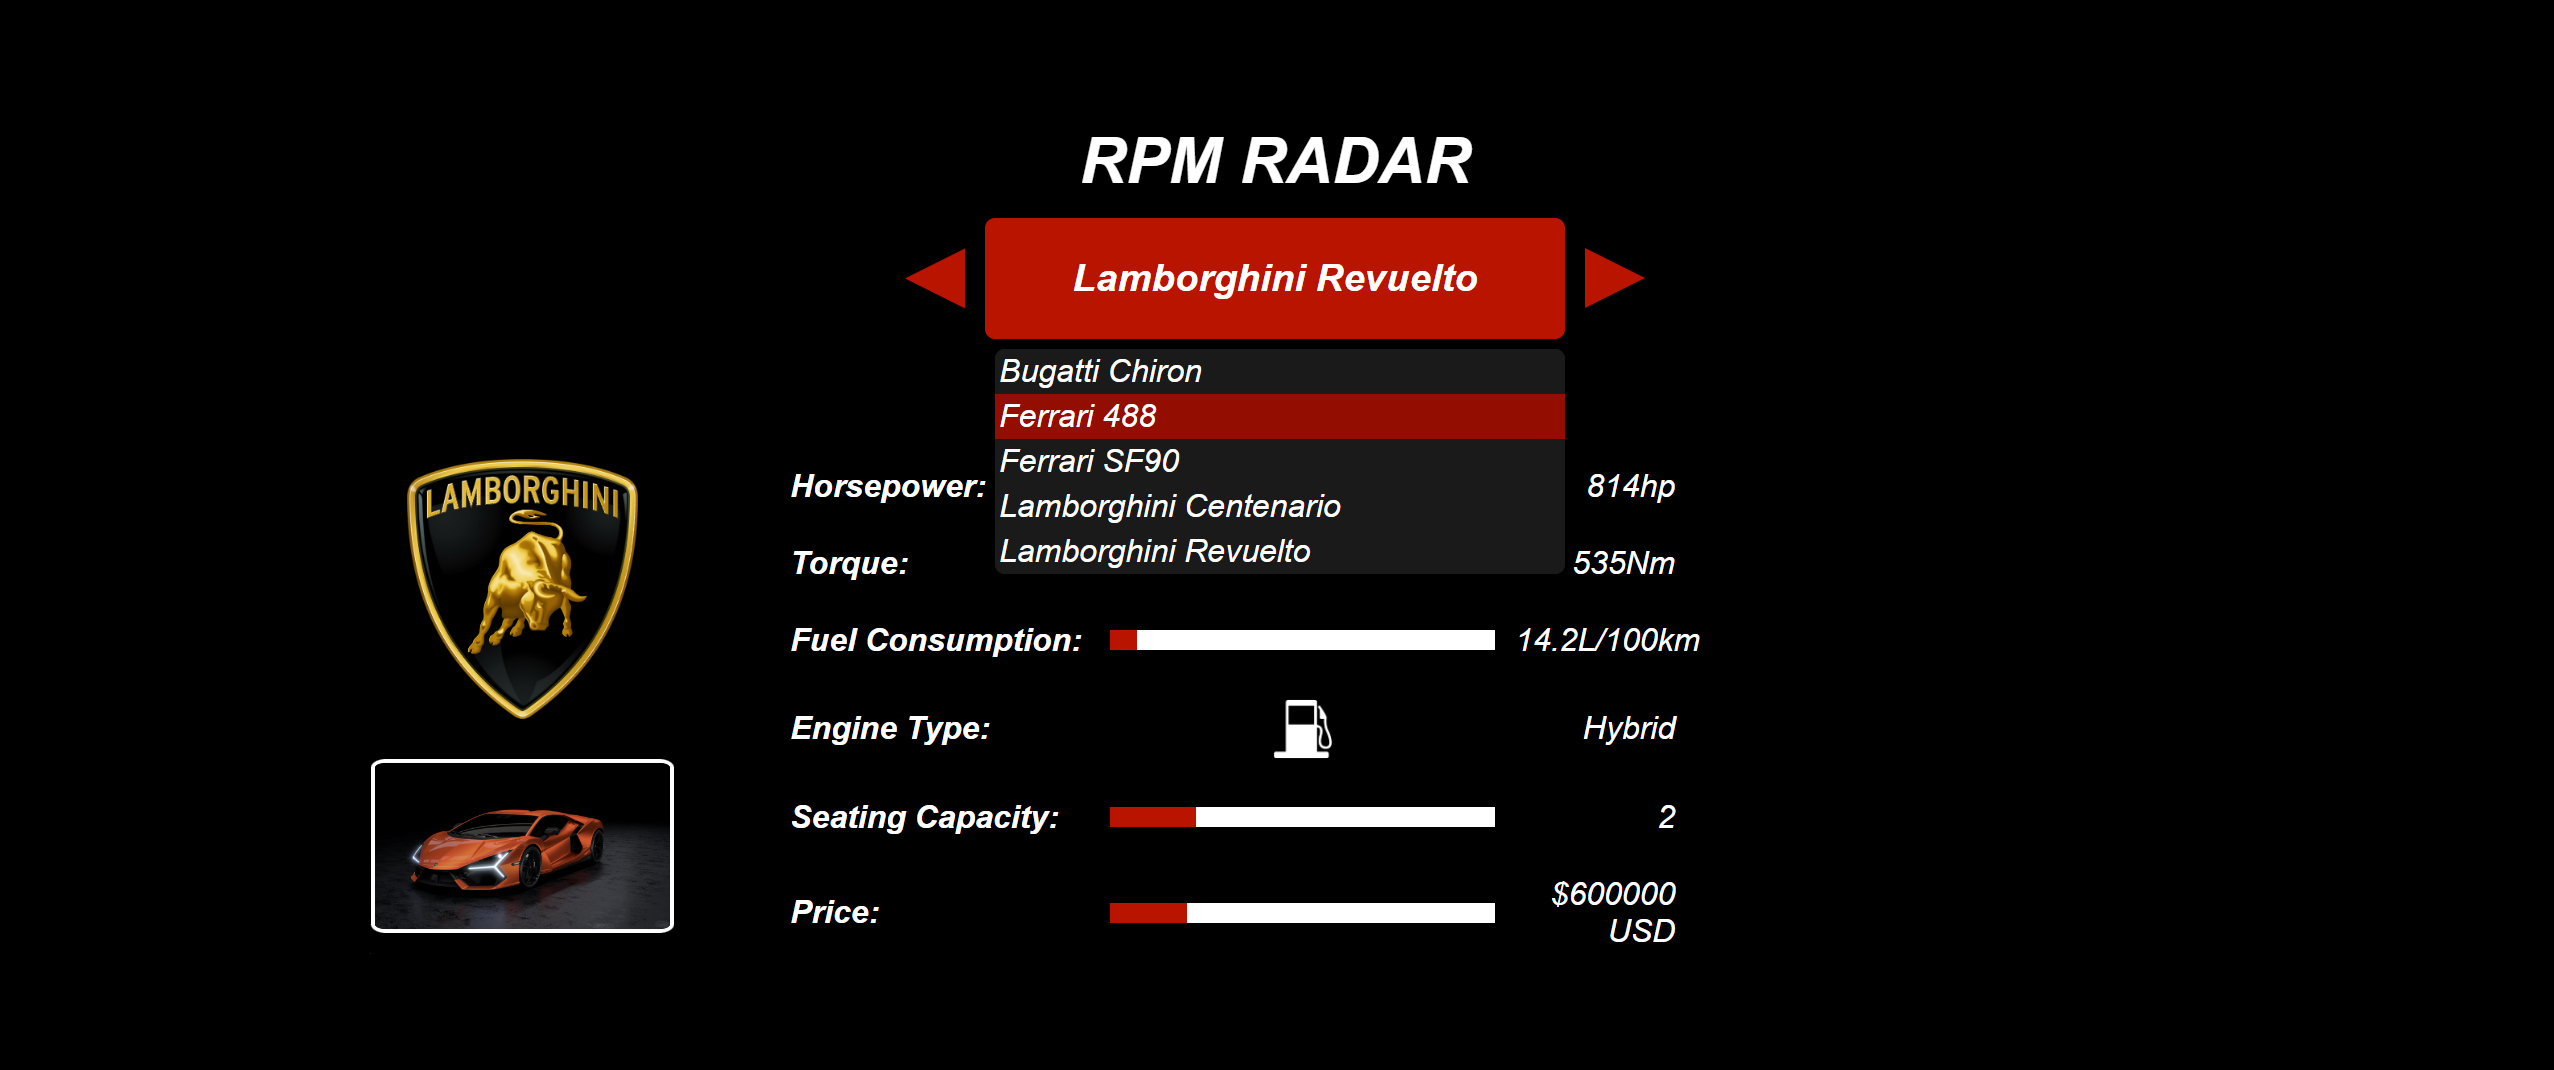 RPM RADAR
Lamborghini Revuelto
Bugatti Chiron
Ferrari 488
Ferrari SF90
Lamborghini Centenario
Lamborghini Revuelto
LAMBORGHINI
Horsepower: 814hp
Torque: 535Nm
Fuel Consumption: 14.2L/100km
Engine Type: Hybrid
Seating Capacity: 2
Price: $600000
USD